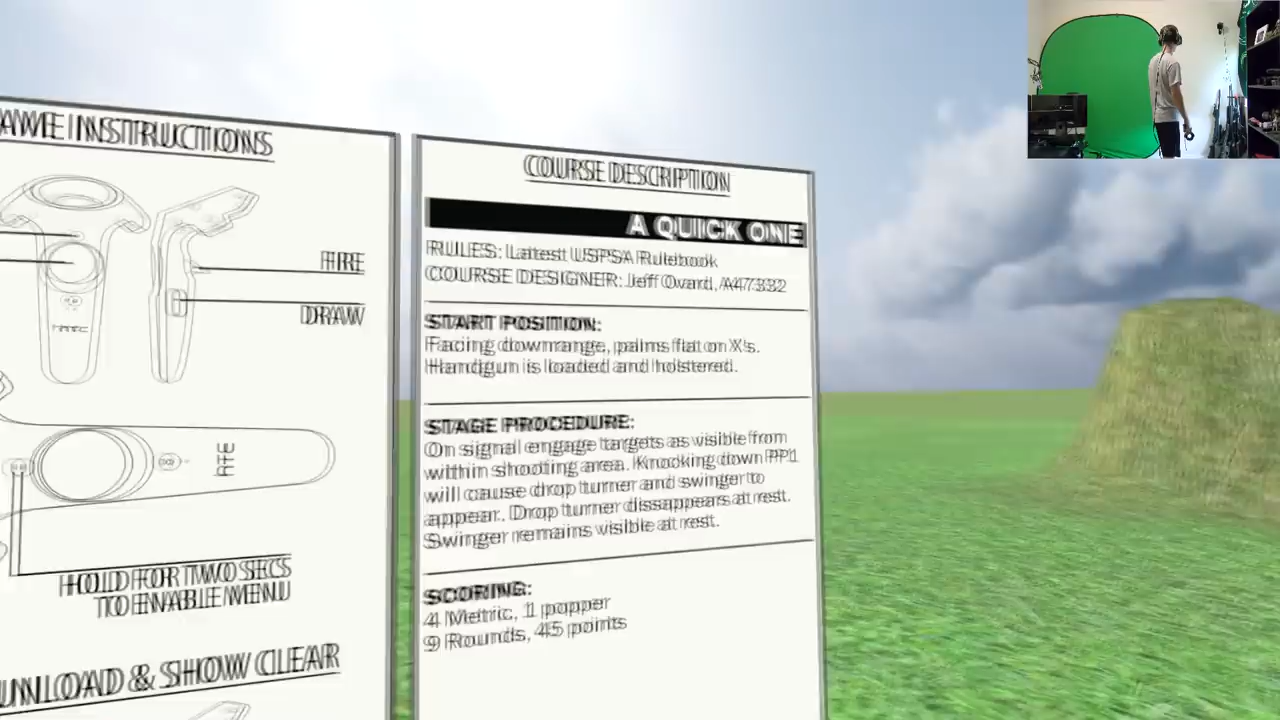 GAME INSTRUCTIONS
FIRE
DRAW
HTC
HOLD FOR TWO SECS
TO ENABLE MENU
UNLOAD & SHOW CLEAR
COURSE DESCRIPTION
A QUICK ONE
RULES: Latest USPSA Rulebook
COURSE DESIGNER: Jeff Ovard, A47332
START POSITION:
Facing downrange, palms flat on X's.
Handgun is loaded and holstered.
STAGE PROCEDURE:
On signal engage targets as visible from
within shooting area. Knocking down PP1
will cause drop turner and swinger to
appear. Drop turner dissappears at rest.
Swinger remains visible at rest.
SCORING:
4 Metric, 1 popper
9 Rounds, 45 points